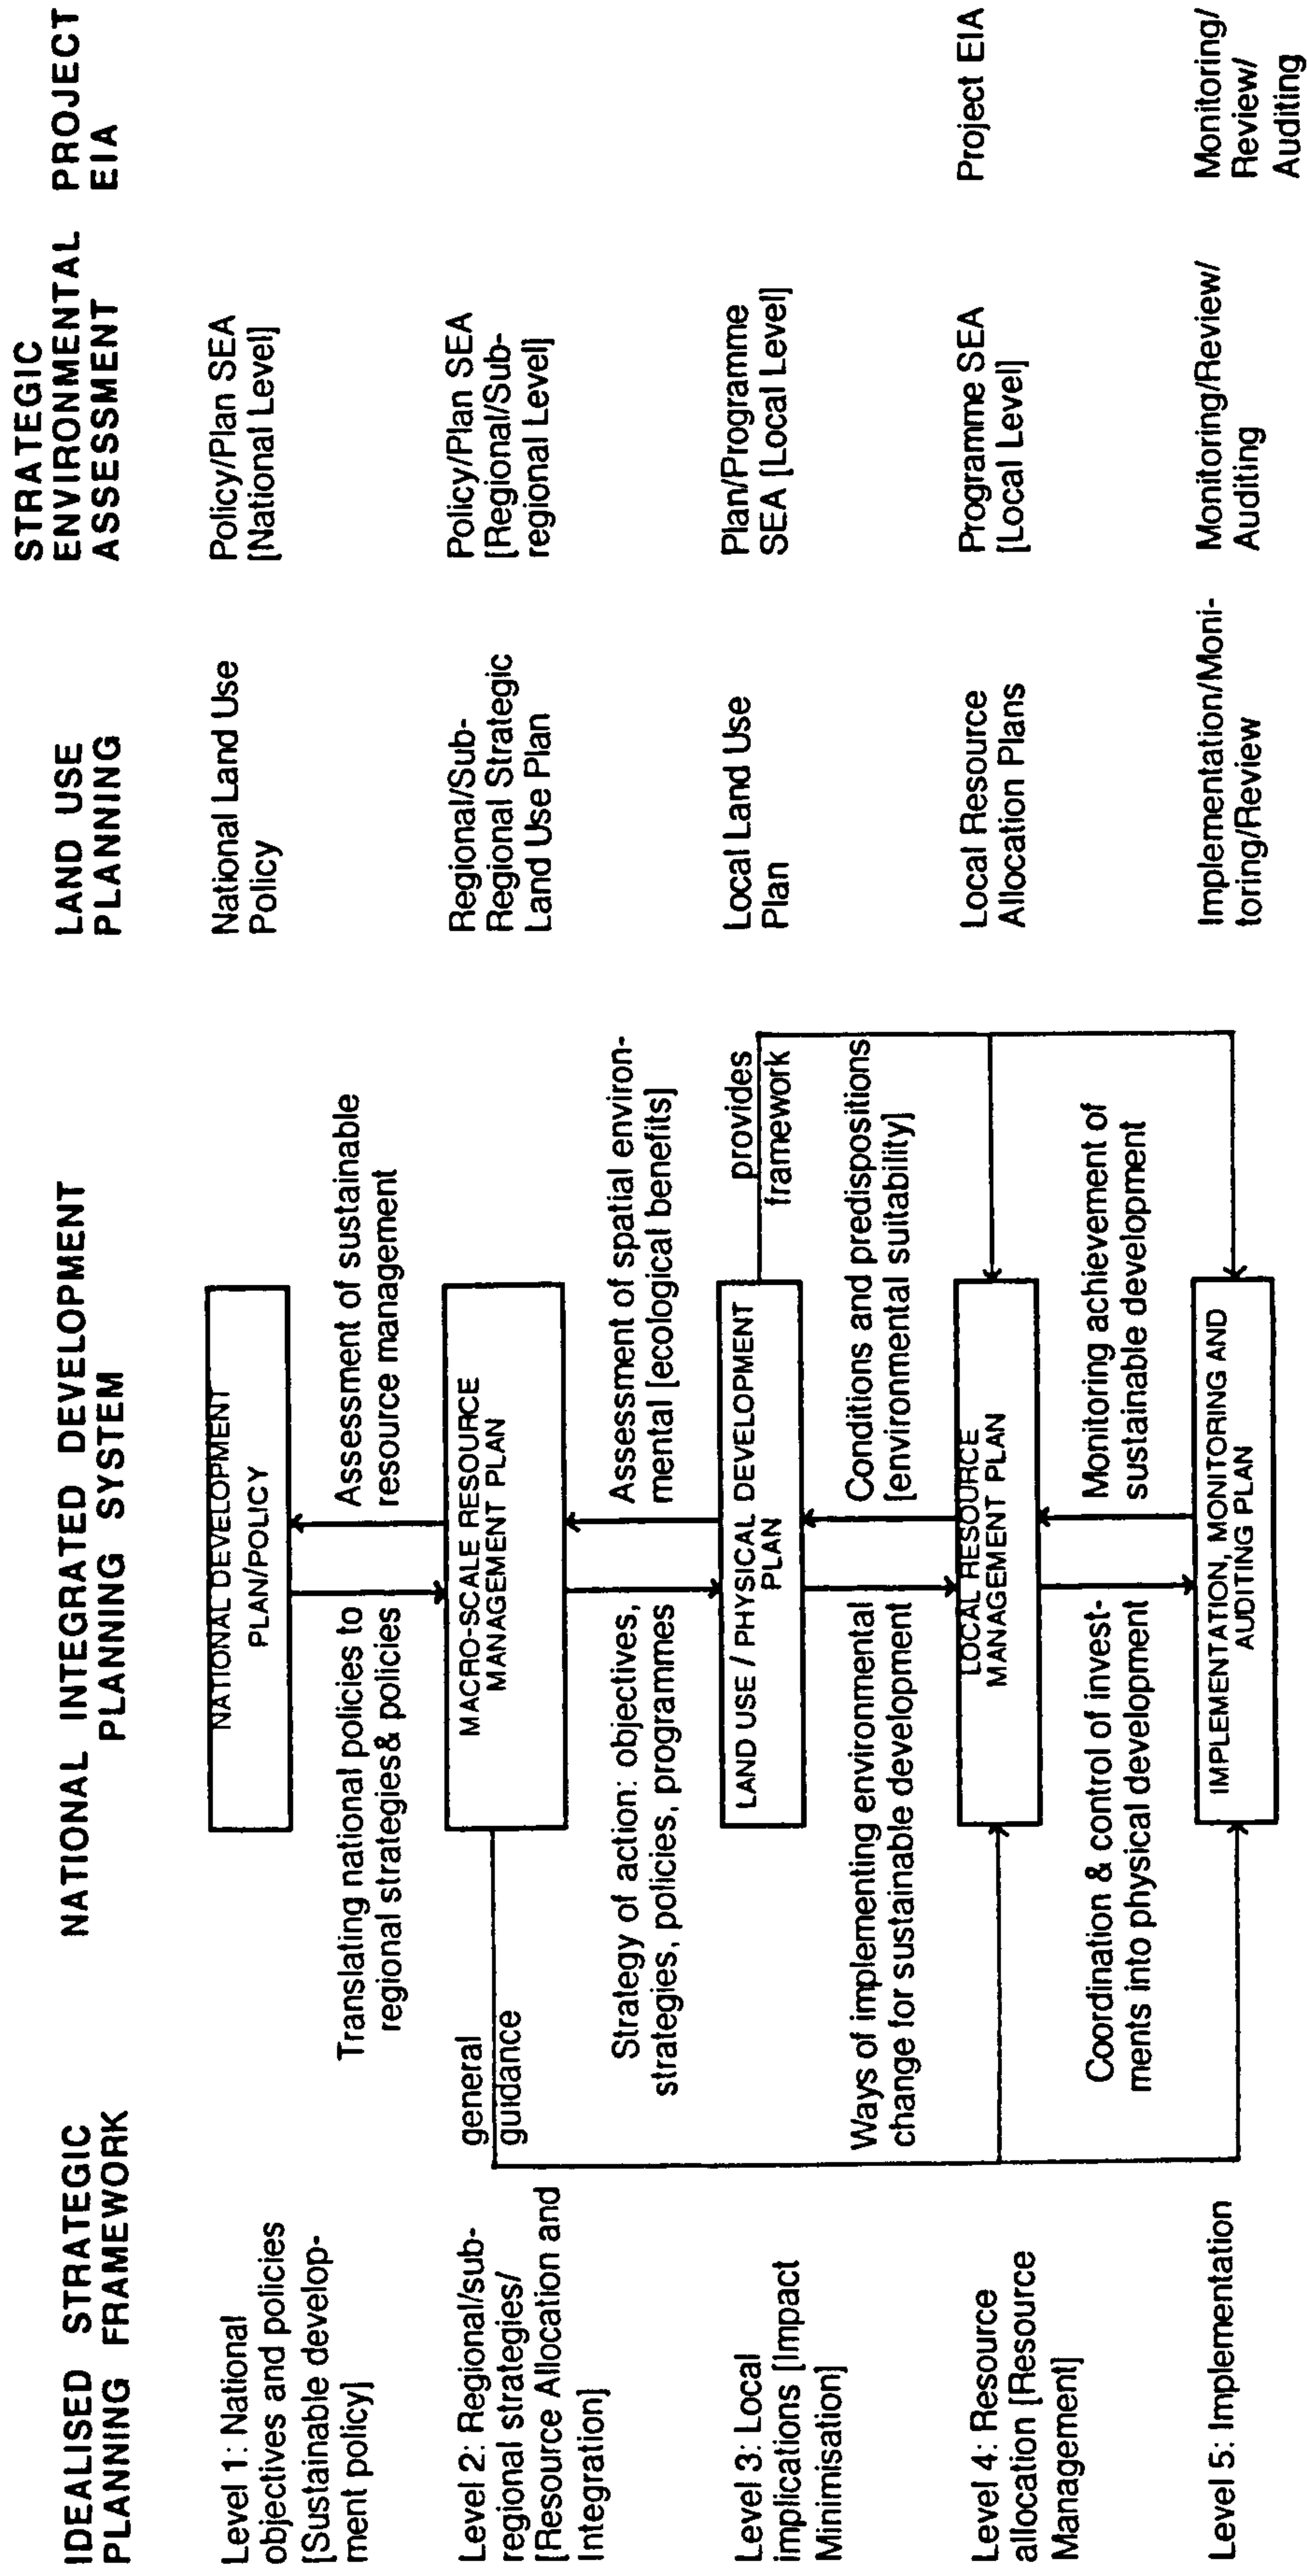 IDEALISED STRATEGIC
PLANNING FRAMEWORK
NATIONAL INTEGRATED DEVELOPMENT
PLANNING SYSTEM
LAND USE
PLANNING
STRATEGIC
ENVIRONMENTAL
ASSESSMENT
PROJECT
EIA
Level 1: National
objectives and policies
[Sustainable develop-
ment policy]
NATIONAL DEVELOPMENT
PLAN/POLICY
National Land Use
Policy
Policy/Plan SEA
[National Level]
Translating national policies to
regional strategies& policies
Assessment of sustainable
resource management
Level 2: Regional/sub-
regional strategies/
[Resource Allocation and
Integration]
general
guidance
MACRO-SCALE RESOURCE
MANAGEMENT PLAN
Regional/Sub-
Regional Strategic
Land Use Plan
Policy/Plan SEA
[Regional/Sub-
regional Level]
Strategy of action: objectives,
strategies, policies, programmes
Assessment of spatial environ-
mental [ecological benefits]
Level 3: Local
implications [Impact
Minimisation]
LAND USE / PHYSICAL DEVELOPMENT
PLAN
provides
framework
Local Land Use
Plan
Plan/Programme
SEA [Local Level]
Ways of implementing environmental
change for sustainable development
Conditions and predispositions
[environmental suitability]
Level 4: Resource
allocation [Resource
Management]
LOCAL RESOURCE
MANAGEMENT PLAN
Local Resource
Allocation Plans
Programme SEA
[Local Level]
Project EIA
Coordination & control of invest-
ments into physical development
Monitoring achievement of
sustainable development
Level 5: Implementation
IMPLEMENTATION, MONITORING AND
AUDITING PLAN
Implementation/Moni-
toring/Review
Monitoring/Review/
Auditing
Monitoring/
Review/
Auditing